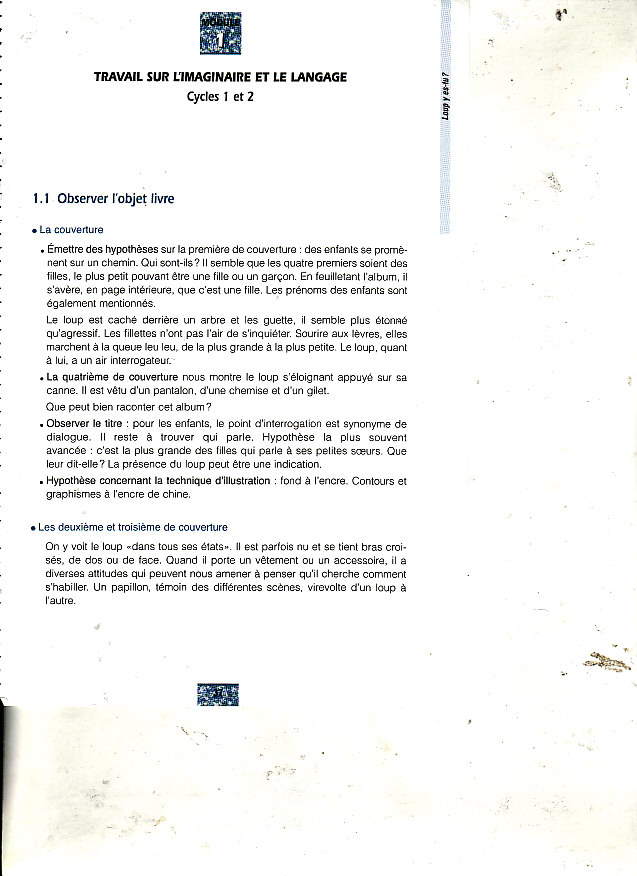 1
TRAVAIL SUR L'IMAGINAIRE ET LE LANGAGE
Cycles 1 et 2
Loup y es-tu ?
1.1 Observer l'objet livre
• La couverture
• Émettre des hypothèses sur la première de couverture : des enfants se promè-
nent sur un chemin. Qui sont-ils ? Il semble que les quatre premiers soient des
filles, le plus petit pouvant être une fille ou un garçon. En feuilletant l'album, il
s'avère, en page intérieure, que c'est une fille. Les prénoms des enfants sont
également mentionnés.
Le loup est caché derrière un arbre et les guette, il semble plus étonné
qu'agressif. Les fillettes n'ont pas l'air de s'inquiéter. Sourire aux lèvres, elles
marchent à la queue leu leu, de la plus grande à la plus petite. Le loup, quant
à lui, a un air interrogateur.
• La quatrième de couverture nous montre le loup s'éloignant appuyé sur sa
canne. Il est vêtu d'un pantalon, d'une chemise et d'un gilet.
Que peut bien raconter cet album ?
• Observer le titre : pour les enfants, le point d'interrogation est synonyme de
dialogue. Il reste à trouver qui parle. Hypothèse la plus souvent
avancée : c'est la plus grande des filles qui parle à ses petites sœurs. Que
leur dit-elle ? La présence du loup peut être une indication.
• Hypothèse concernant la technique d'illustration : fond à l'encre. Contours et
graphismes à l'encre de chine.
• Les deuxième et troisième de couverture
On y voit le loup «dans tous ses états». Il est parfois nu et se tient bras croi-
sés, de dos ou de face. Quand il porte un vêtement ou un accessoire, il a
diverses attitudes qui peuvent nous amener à penser qu'il cherche comment
s'habiller. Un papillon, témoin des différentes scènes, virevolte d'un loup à
l'autre.